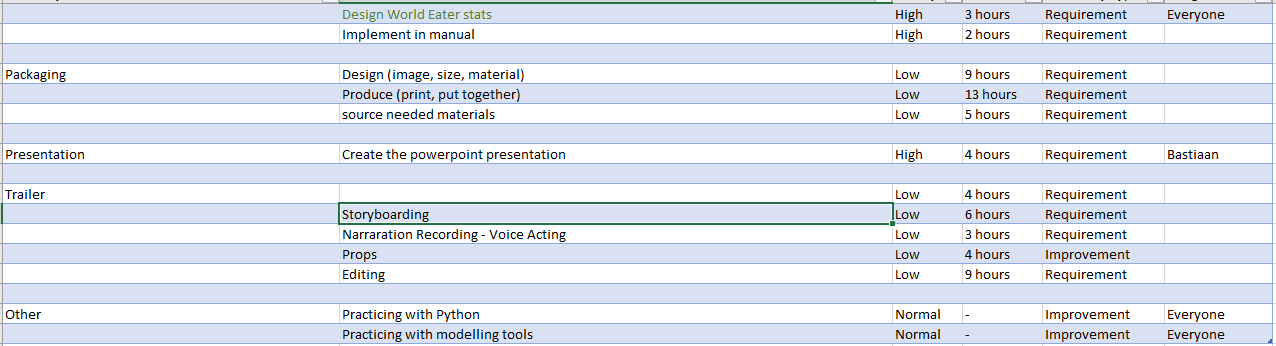 Design World Eater stats High 3 hours Requirement Everyone
Implement in manual High 2 hours Requirement
Packaging Design (image, size, material) Low 9 hours Requirement
Produce (print, put together) Low 13 hours Requirement
source needed materials Low 5 hours Requirement
Presentation Create the powerpoint presentation High 4 hours Requirement Bastiaan
Trailer Low 4 hours Requirement
Storyboarding Low 6 hours Requirement
Narraration Recording - Voice Acting Low 3 hours Requirement
Props Low 4 hours Improvement
Editing Low 9 hours Requirement
Other Practicing with Python Normal - Improvement Everyone
Practicing with modelling tools Normal - Improvement Everyone